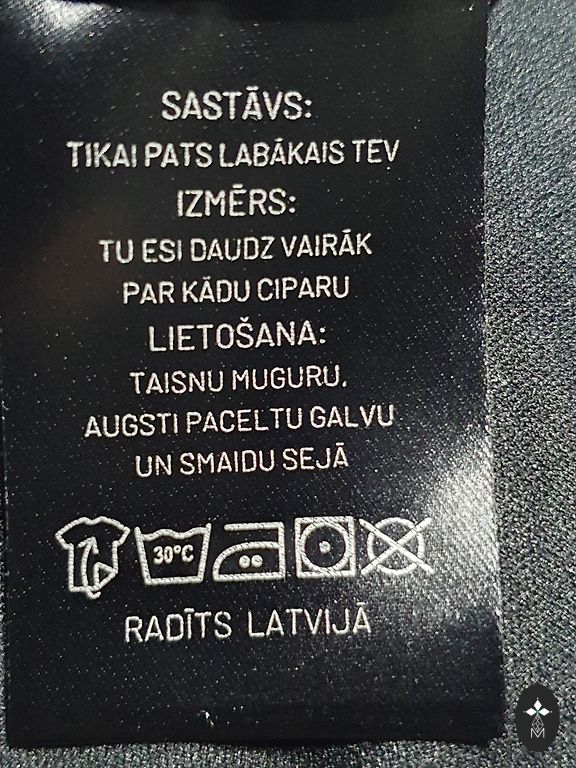 SASTĀVS:
TIKAI PATS LABĀKAIS TEV
IZMĒRS:
TU ESI DAUDZ VAIRĀK
PAR KĀDU CIPARU
LIETOŠANA:
TAISNU MUGURU,
AUGSTI PACELTU GALVU
UN SMAIDU SEJĀ
30°C
RADĪTS LATVIJĀ
M